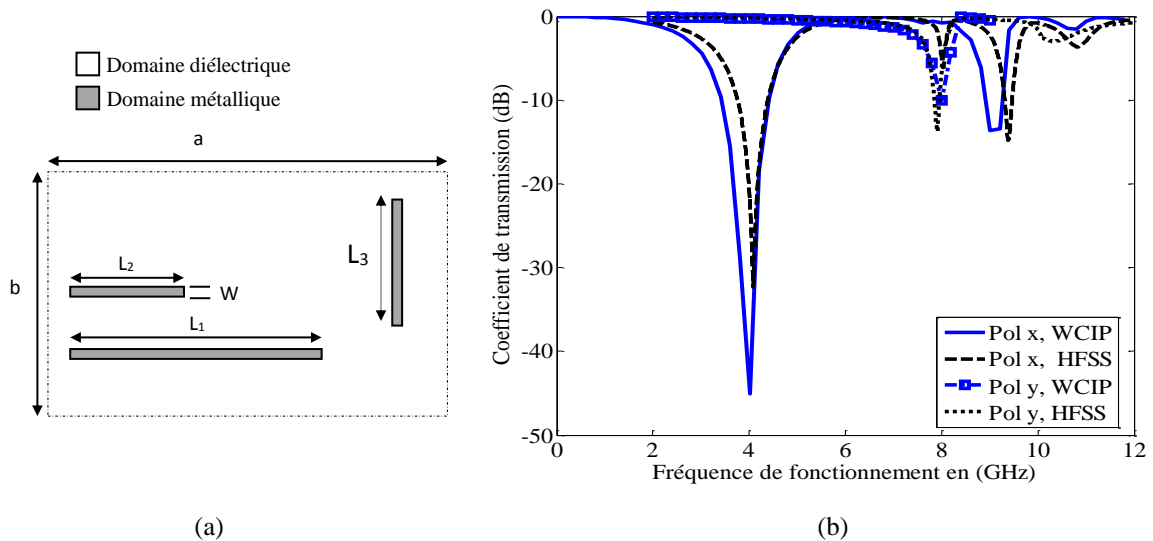 Domaine diélectrique
Domaine métallique
a
b
L2
W
L1
L3
(a)
Coefficient de transmission (dB)
0
-10
-20
-30
-40
-50
0
2
4
6
8
10
12
Fréquence de fonctionnement en (GHz)
Pol x, WCIP
Pol x, HFSS
Pol y, WCIP
Pol y, HFSS
(b)